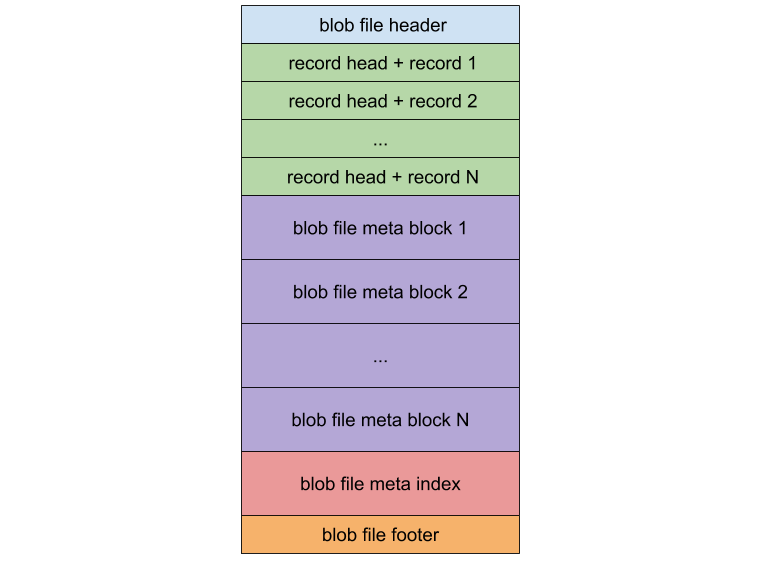 blob file header
record head + record 1
record head + record 2
...
record head + record N
blob file meta block 1
blob file meta block 2
...
blob file meta block N
blob file meta index
blob file footer